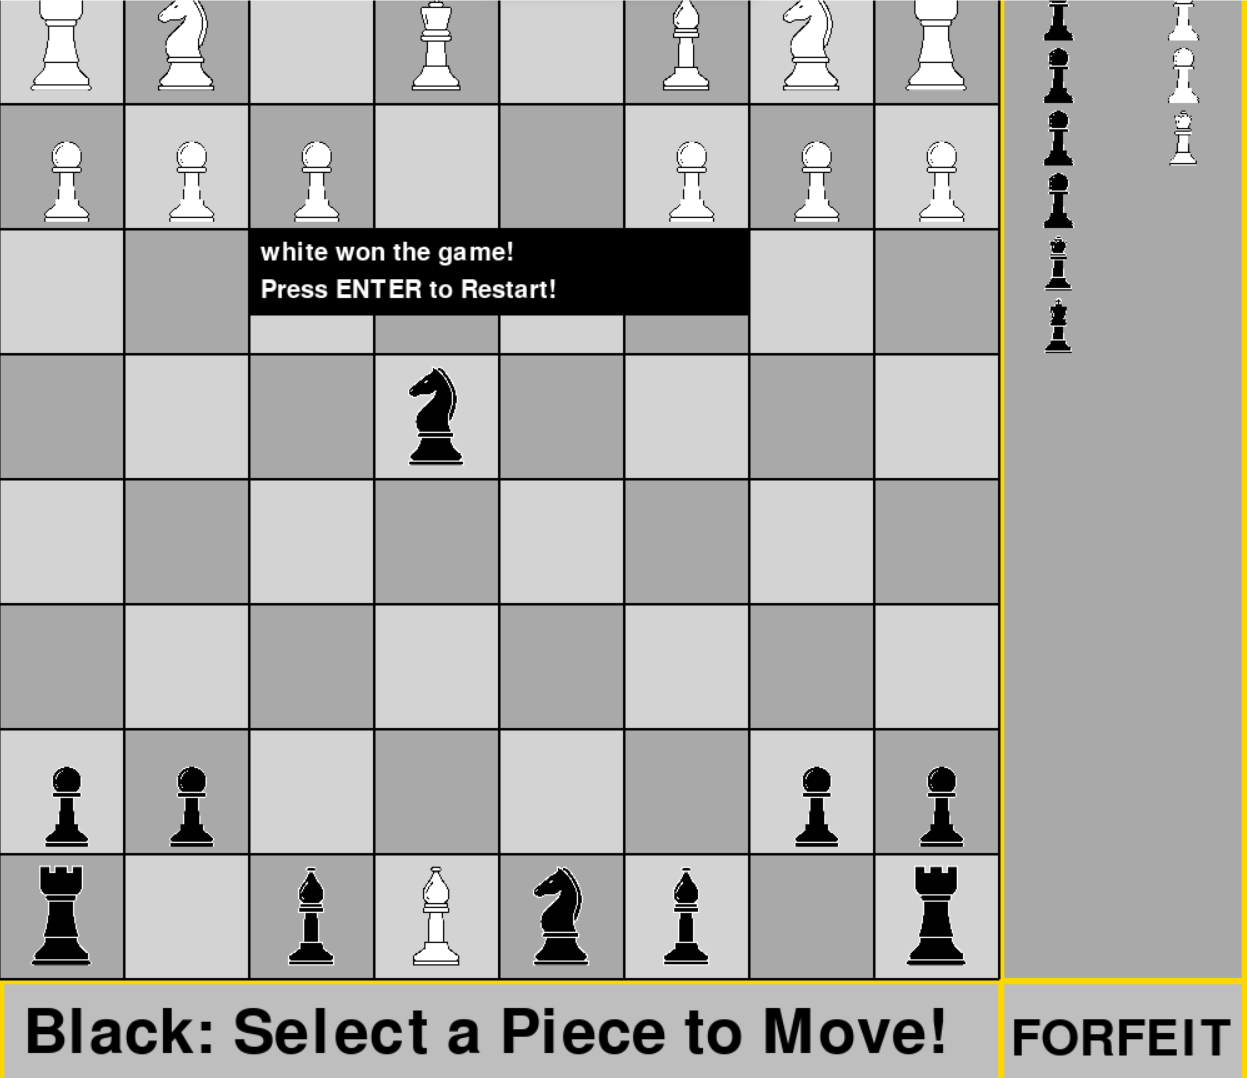 white won the game!
Press ENTER to Restart!
Black: Select a Piece to Move!
FORFEIT